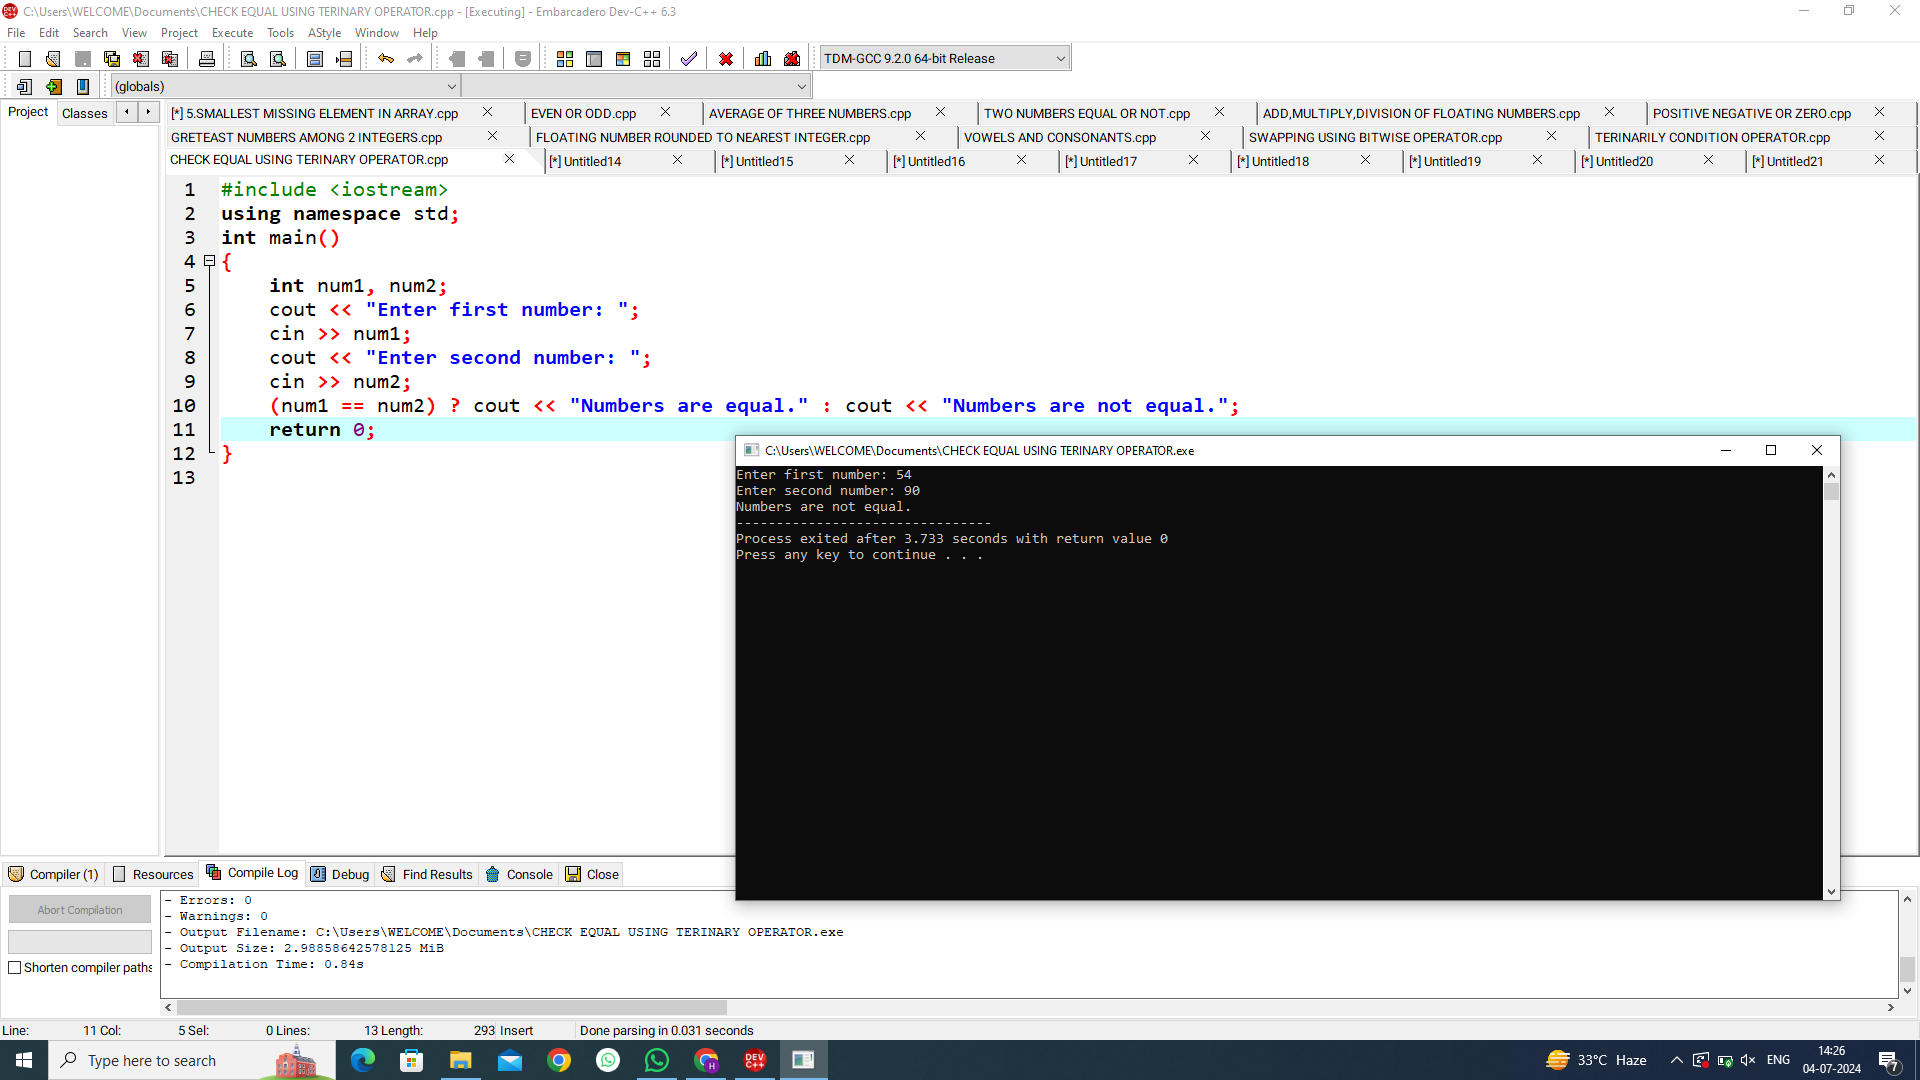 C:\Users\WELCOME\Documents\CHECK EQUAL USING TERINARY OPERATOR.cpp - [Executing] - Embarcadero Dev-C++ 6.3
File Edit Search View Project Execute Tools AStyle Window Help
TDM-GCC 9.2.0 64-bit Release
(globals)
Project Classes
[*] 5.SMALLEST MISSING ELEMENT IN ARRAY.cpp EVEN OR ODD.cpp AVERAGE OF THREE NUMBERS.cpp TWO NUMBERS EQUAL OR NOT.cpp ADD,MULTIPLY,DIVISION OF FLOATING NUMBERS.cpp POSITIVE NEGATIVE OR ZERO.cpp
GRETEAST NUMBERS AMONG 2 INTEGERS.cpp FLOATING NUMBER ROUNDED TO NEAREST INTEGER.cpp VOWELS AND CONSONANTS.cpp SWAPPING USING BITWISE OPERATOR.cpp TERINARILY CONDITION OPERATOR.cpp
CHECK EQUAL USING TERINARY OPERATOR.cpp [*] Untitled14 [*] Untitled15 [*] Untitled16 [*] Untitled17 [*] Untitled18 [*] Untitled19 [*] Untitled20 [*] Untitled21
1 #include <iostream>
2 using namespace std;
3 int main()
4 {
5 int num1, num2;
6 cout << "Enter first number: ";
7 cin >> num1;
8 cout << "Enter second number: ";
9 cin >> num2;
10 (num1 == num2) ? cout << "Numbers are equal." : cout << "Numbers are not equal.";
11 return 0;
12 }
13
C:\Users\WELCOME\Documents\CHECK EQUAL USING TERINARY OPERATOR.exe
Enter first number: 54
Enter second number: 90
Numbers are not equal.
--------------------------------
Process exited after 3.733 seconds with return value 0
Press any key to continue . . .
Compiler (1) Resources Compile Log Debug Find Results Console Close
Abort Compilation
Shorten compiler paths
- Errors: 0
- Warnings: 0
- Output Filename: C:\Users\WELCOME\Documents\CHECK EQUAL USING TERINARY OPERATOR.exe
- Output Size: 2.98858642578125 MiB
- Compilation Time: 0.84s
Line: 11 Col: 5 Sel: 0 Lines: 13 Length: 293 Insert Done parsing in 0.031 seconds
Type here to search
DEV C++
33°C Haze
ENG
14:26
04-07-2024
7